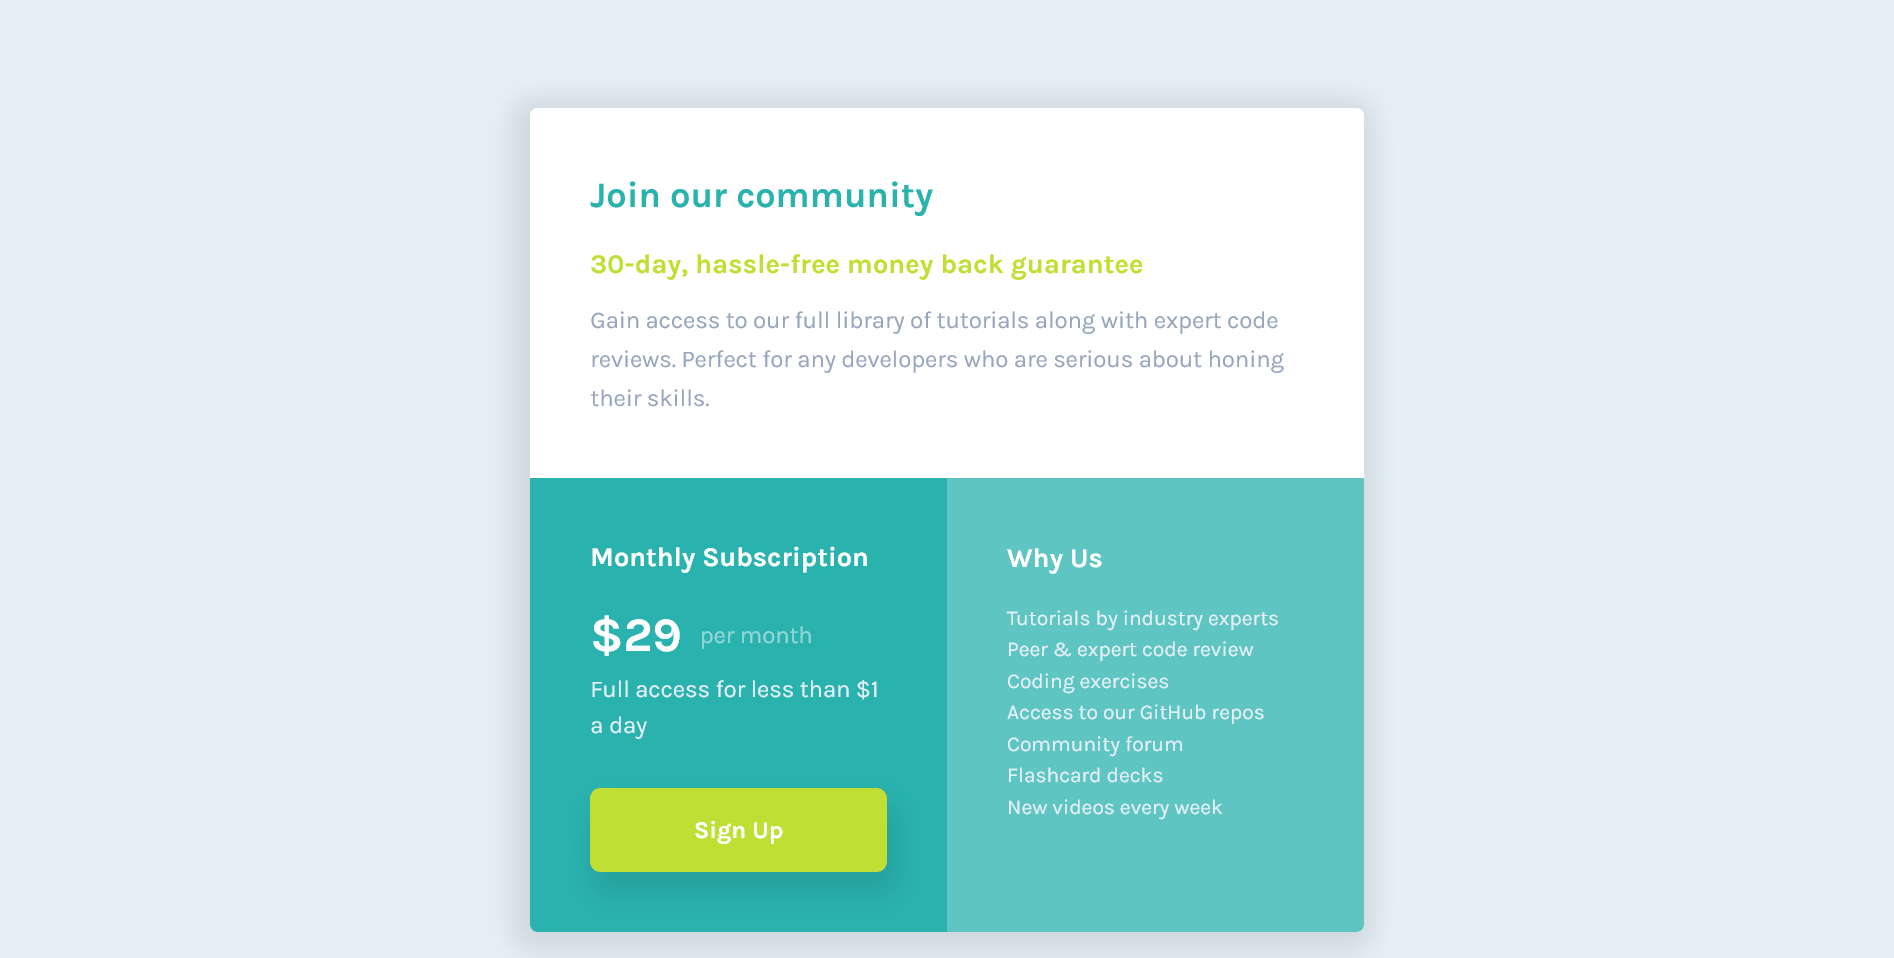 Join our community
30-day, hassle-free money back guarantee
Gain access to our full library of tutorials along with expert code
reviews. Perfect for any developers who are serious about honing
their skills.
Monthly Subscription
$29 per month
Full access for less than $1
a day
Sign Up
Why Us
Tutorials by industry experts
Peer & expert code review
Coding exercises
Access to our GitHub repos
Community forum
Flashcard decks
New videos every week